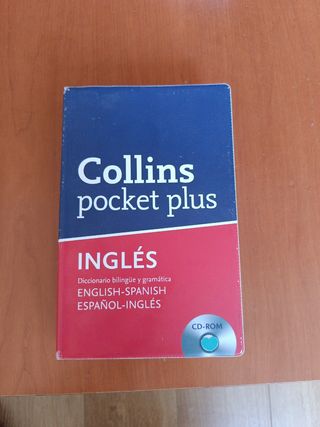 Collins
pocket plus
INGLÉS
Diccionario bilingüe y gramática
ENGLISH-SPANISH
ESPAÑOL-INGLÉS
CD-ROM